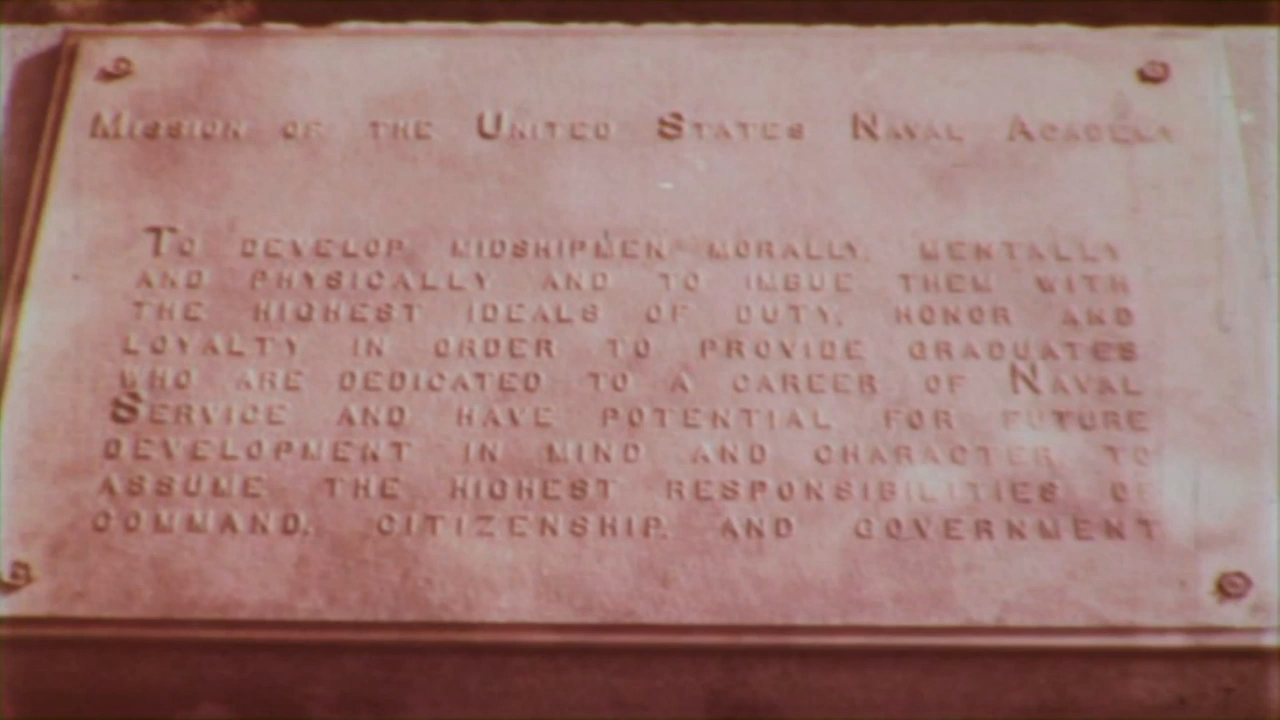 Mission of the United States Naval Academy
To develop midshipmen morally, mentally
and physically and to imbue them with
the highest ideals of duty, honor and
loyalty in order to provide graduates
who are dedicated to a career of Naval
Service and have potential for future
development in mind and character to
assume the highest responsibilities of
command, citizenship, and government